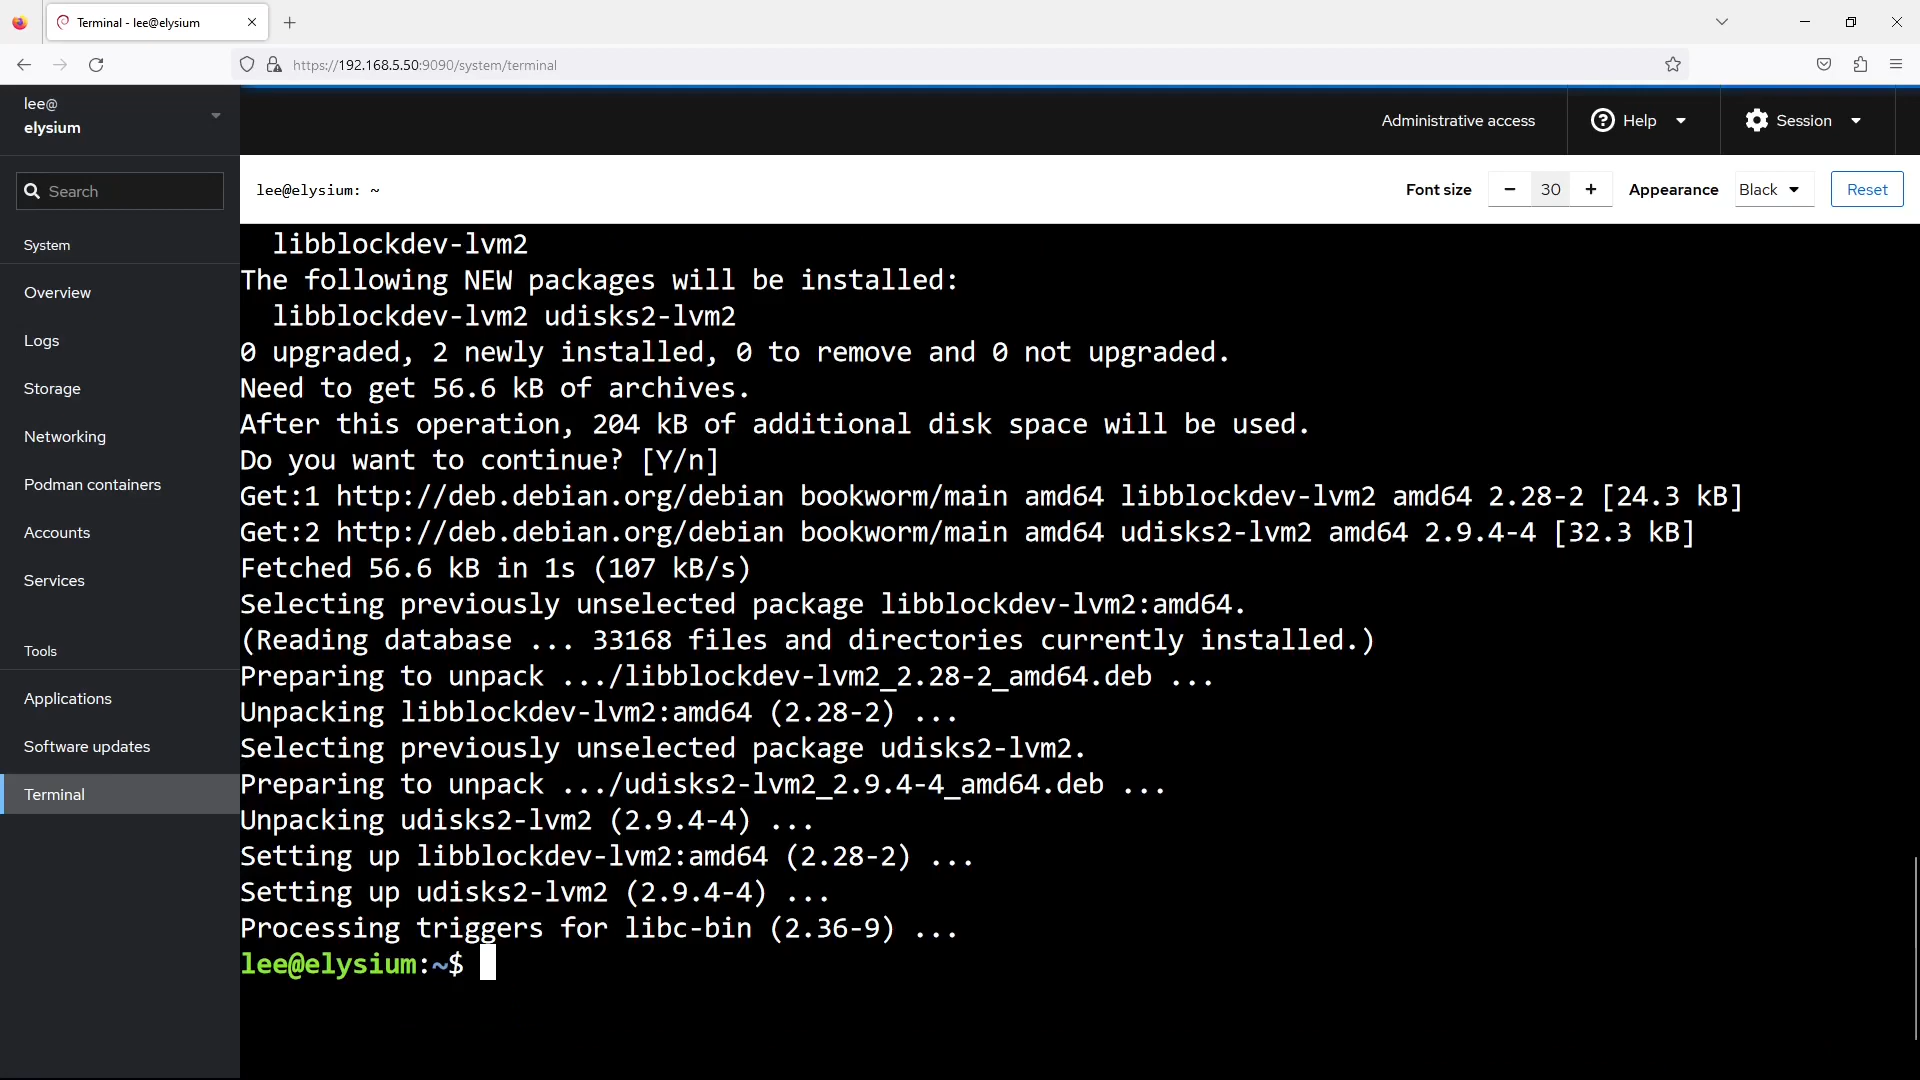 Terminal - lee@elysium
https://192.168.5.50:9090/system/terminal
lee@
elysium
Administrative access
Help
Session
Search
lee@elysium: ~
Font size
30
Appearance
Black
Reset
System
Overview
Logs
Storage
Networking
Podman containers
Accounts
Services
Tools
Applications
Software updates
Terminal
libblockdev-lvm2
The following NEW packages will be installed:
libblockdev-lvm2 udisks2-lvm2
0 upgraded, 2 newly installed, 0 to remove and 0 not upgraded.
Need to get 56.6 kB of archives.
After this operation, 204 kB of additional disk space will be used.
Do you want to continue? [Y/n]
Get:1 http://deb.debian.org/debian bookworm/main amd64 libblockdev-lvm2 amd64 2.28-2 [24.3 kB]
Get:2 http://deb.debian.org/debian bookworm/main amd64 udisks2-lvm2 amd64 2.9.4-4 [32.3 kB]
Fetched 56.6 kB in 1s (107 kB/s)
Selecting previously unselected package libblockdev-lvm2:amd64.
(Reading database ... 33168 files and directories currently installed.)
Preparing to unpack .../libblockdev-lvm2_2.28-2_amd64.deb ...
Unpacking libblockdev-lvm2:amd64 (2.28-2) ...
Selecting previously unselected package udisks2-lvm2.
Preparing to unpack .../udisks2-lvm2_2.9.4-4_amd64.deb ...
Unpacking udisks2-lvm2 (2.9.4-4) ...
Setting up libblockdev-lvm2:amd64 (2.28-2) ...
Setting up udisks2-lvm2 (2.9.4-4) ...
Processing triggers for libc-bin (2.36-9) ...
lee@elysium:~$